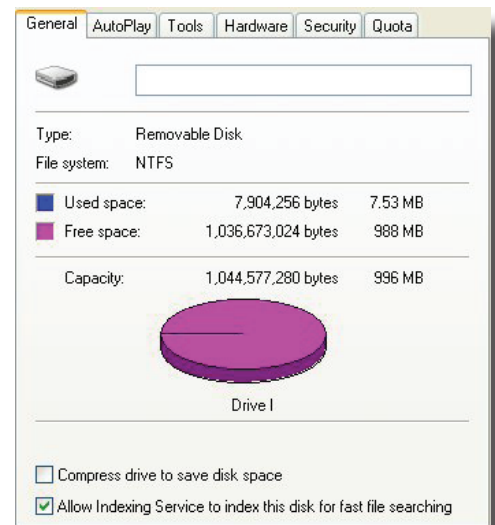 General AutoPlay Tools Hardware Security Quota
Type: Removable Disk
File system: NTFS
Used space: 7,904,256 bytes 7.53 MB
Free space: 1,036,673,024 bytes 988 MB
Capacity: 1,044,577,280 bytes 996 MB
Drive I
Compress drive to save disk space
Allow Indexing Service to index this disk for fast file searching